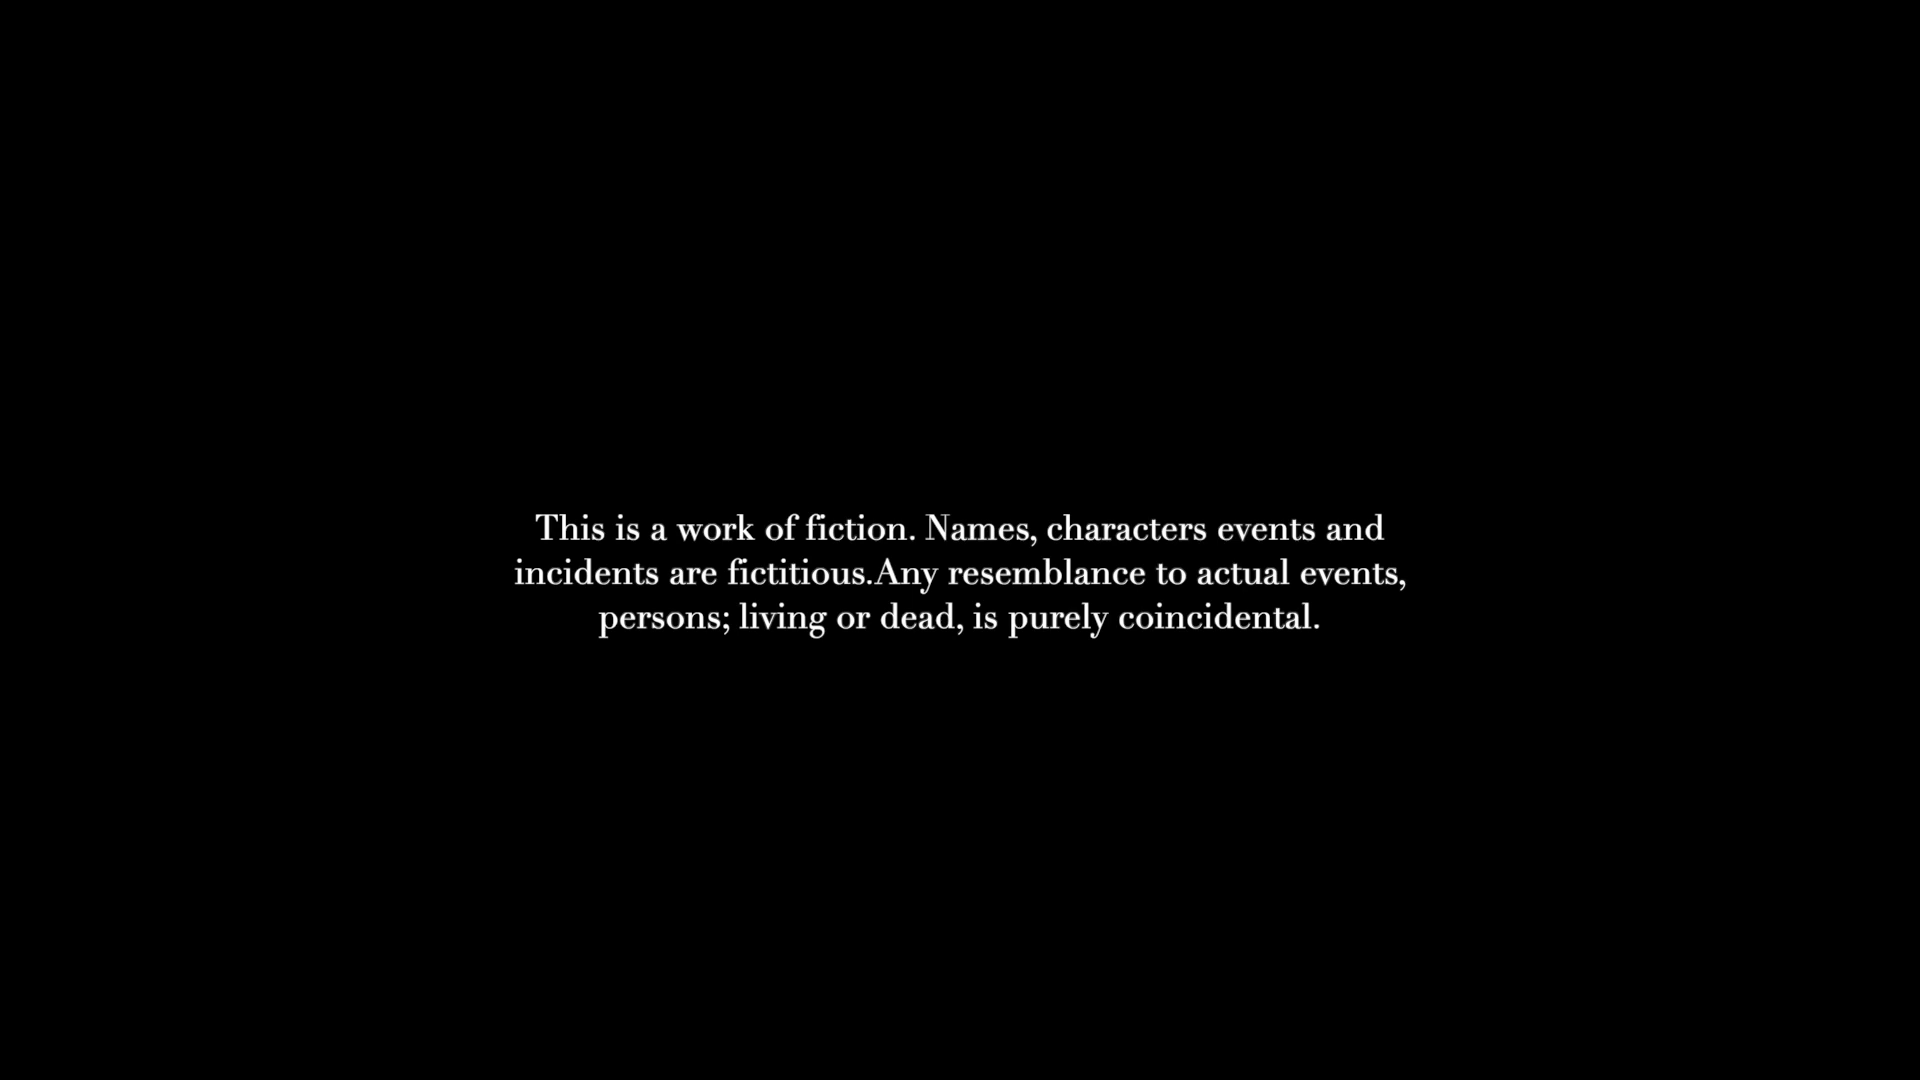 This is a work of fiction. Names, characters events and
incidents are fictitious.Any resemblance to actual events,
persons; living or dead, is purely coincidental.